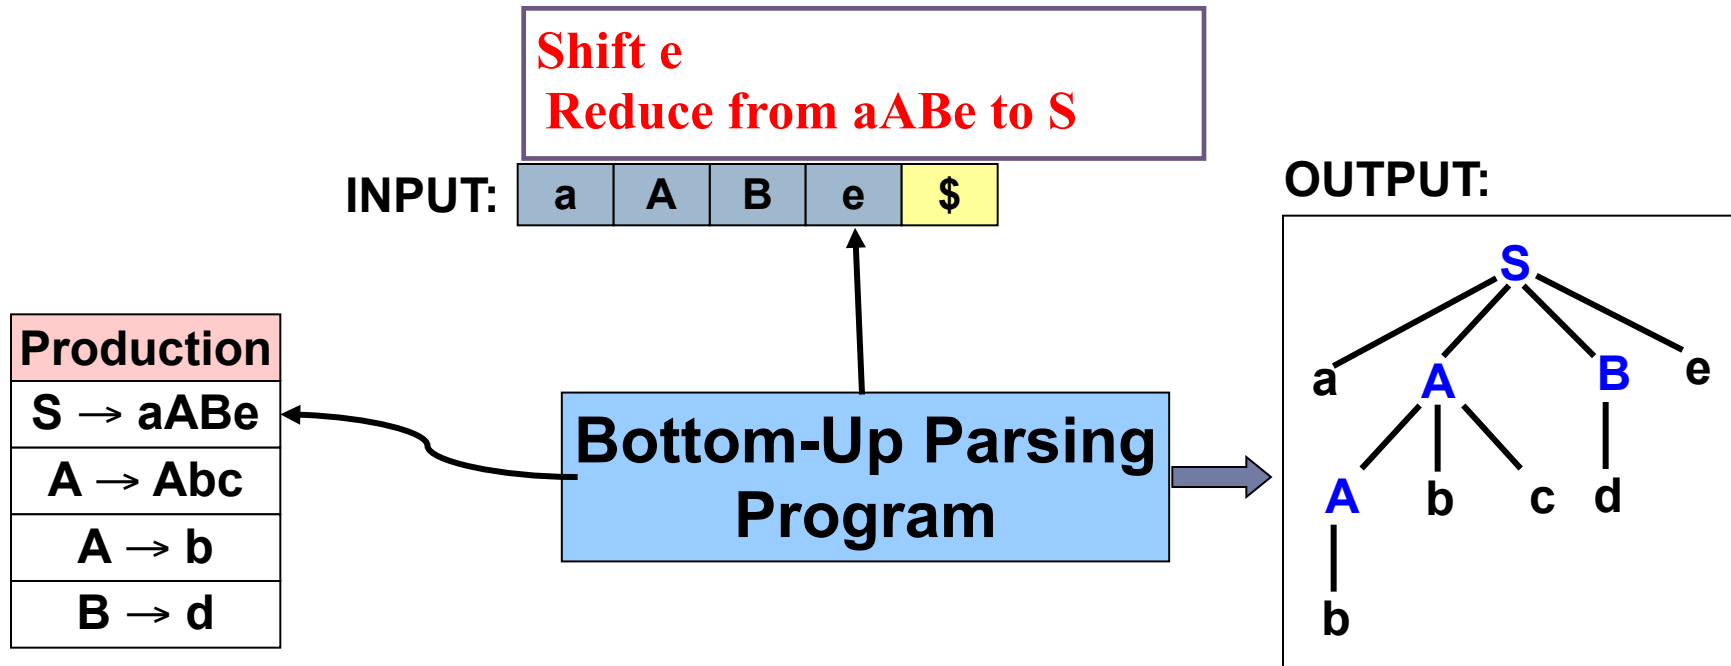 Shift e
Reduce from aABe to S
INPUT: a A B e $
OUTPUT:
Production
S → aABe
A → Abc
A → b
B → d
Bottom-Up Parsing
Program
S
a A B e
A b c d
b